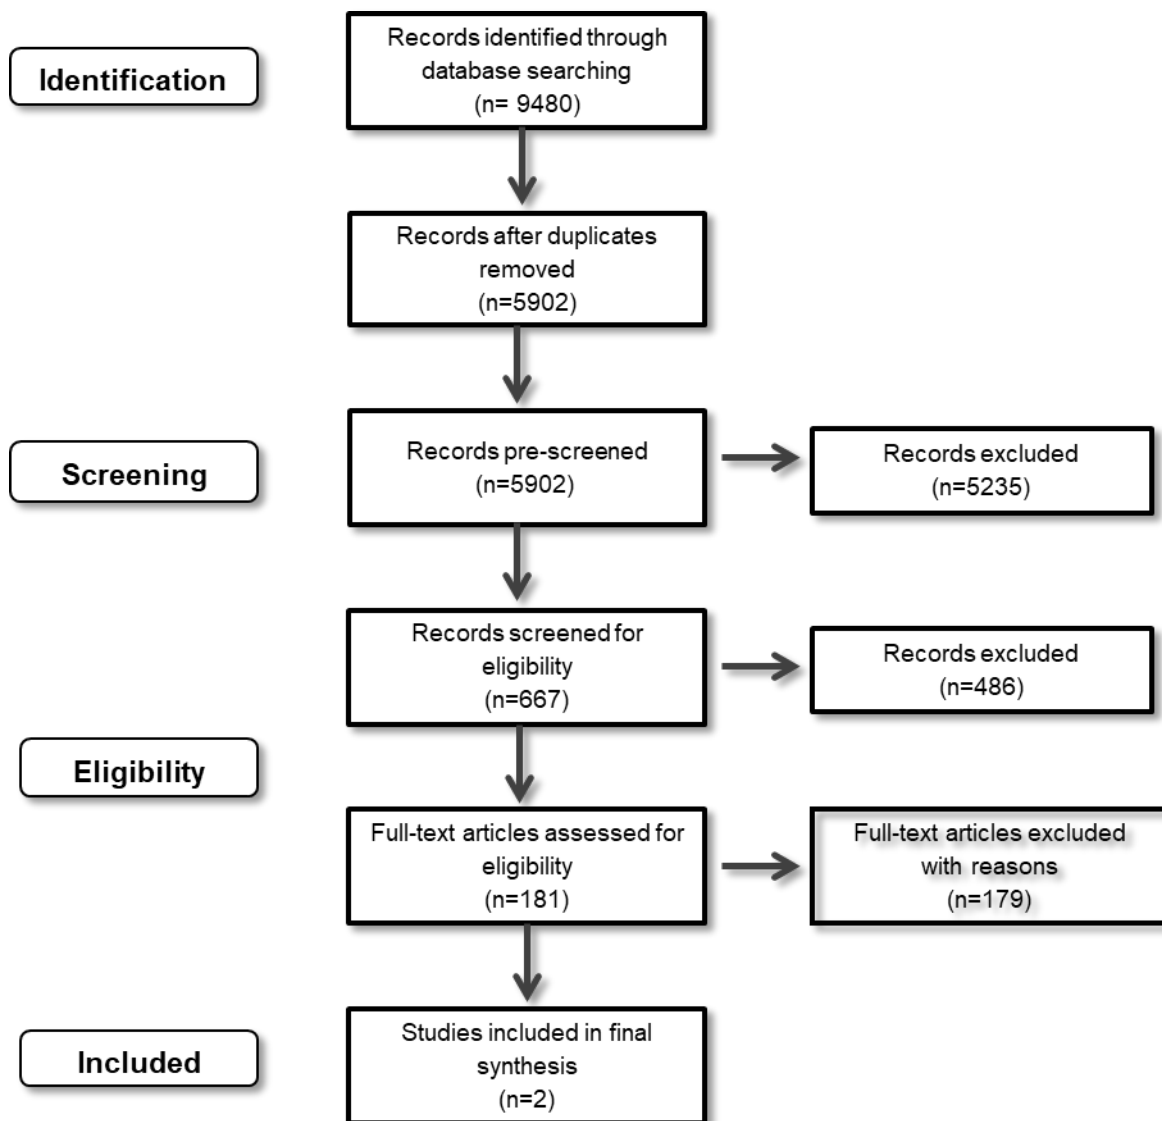 Identification
Records identified through
database searching
(n= 9480)
Records after duplicates
removed
(n=5902)
Screening
Records pre-screened
(n=5902)
Records excluded
(n=5235)
Records screened for
eligibility
(n=667)
Records excluded
(n=486)
Eligibility
Full-text articles assessed for
eligibility
(n=181)
Full-text articles excluded
with reasons
(n=179)
Included
Studies included in final
synthesis
(n=2)